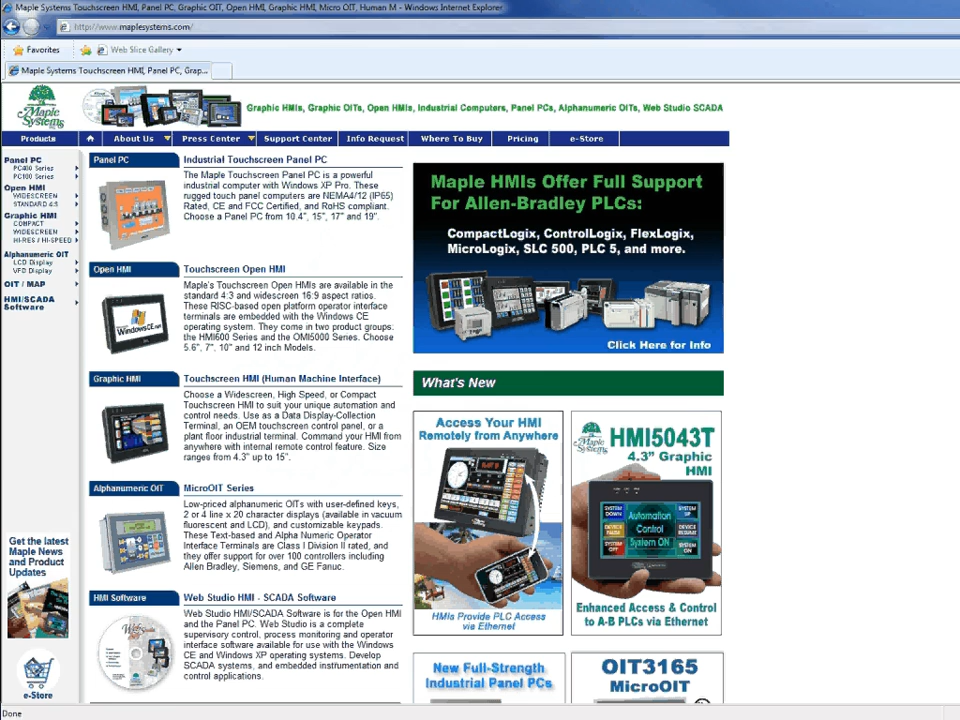 Maple Systems Touchscreen HMI, Panel PC, Graphic OIT, Open HMI, Graphic HMI, Micro OIT, Human M - Windows Internet Explorer
http://www.maplesystems.com/
Favorites
Web Slice Gallery
Maple Systems Touchscreen HMI, Panel PC, Grap...
Maple Systems
Graphic HMIs, Graphic OITs, Open HMIs, Industrial Computers, Panel PCs, Alphanumeric OITs, Web Studio SCADA
Products
About Us
Press Center
Support Center
Info Request
Where To Buy
Pricing
e-Store
Panel PC
PC400 Series
PC100 Series
Open HMI
WIDESCREEN
STANDARD 4:3
Graphic HMI
COMPACT
WIDESCREEN
HI-RES / HI-SPEED
Alphanumeric OIT
LCD Display
VFD Display
OIT / MAP
HMI/SCADA
Software
Get the latest
Maple News
and Product
Updates
e-Store
Panel PC
Industrial Touchscreen Panel PC
The Maple Touchscreen Panel PC is a powerful
industrial computer with Windows XP Pro. These
rugged touch panel computers are NEMA4/12 (IP65)
Rated, CE and FCC Certified, and RoHS compliant.
Choose a Panel PC from 10.4", 15", 17" and 19".
Open HMI
Touchscreen Open HMI
Maple's Touchscreen Open HMIs are available in the
standard 4:3 and widescreen 16:9 aspect ratios.
These RISC-based open platform operator interface
terminals are embedded with the Windows CE
operating system. They come in two product groups:
the HMI600 Series and the OMI5000 Series. Choose
5.6", 7", 10" and 12 inch Models.
WindowsCE.net
Graphic HMI
Touchscreen HMI (Human Machine Interface)
Choose a Widescreen, High Speed, or Compact
Touchscreen HMI to suit your unique automation and
control needs. Use as a Data Display-Collection
Terminal, an OEM touchscreen control panel, or a
plant floor industrial terminal. Command your HMI from
anywhere with internal remote control feature. Size
ranges from 4.3" up to 15".
Alphanumeric OIT
MicroOIT Series
Low-priced alphanumeric OITs with user-defined keys,
2 or 4 line x 20 character displays (available in vacuum
fluorescent and LCD), and customizable keypads.
These Text-based and Alpha Numeric Operator
Interface Terminals are Class I Division II rated, and
they offer support for over 100 controllers including
Allen Bradley, Siemens, and GE Fanuc.
HMI Software
Web Studio HMI - SCADA Software
Web Studio HMI/SCADA Software is for the Open HMI
and the Panel PC. Web Studio is a complete
supervisory control, process monitoring and operator
interface software available for use with the Windows
CE and Windows XP operating systems. Develop
SCADA systems, and embedded instrumentation and
control applications.
Maple HMIs Offer Full Support
For Allen-Bradley PLCs:
CompactLogix, ControlLogix, FlexLogix,
MicroLogix, SLC 500, PLC 5, and more.
Click Here for Info
What's New
Access Your HMI
Remotely from Anywhere
HMIs Provide PLC Access
via Ethernet
Maple Systems
HMI5043T
4.3" Graphic
HMI
SYSTEM DOWN
SYSTEM UP
Automation
Control
System ON
SYSTEM ON
Enhanced Access & Control
to A-B PLCs via Ethernet
New Full-Strength
Industrial Panel PCs
OIT3165
MicroOIT
Done